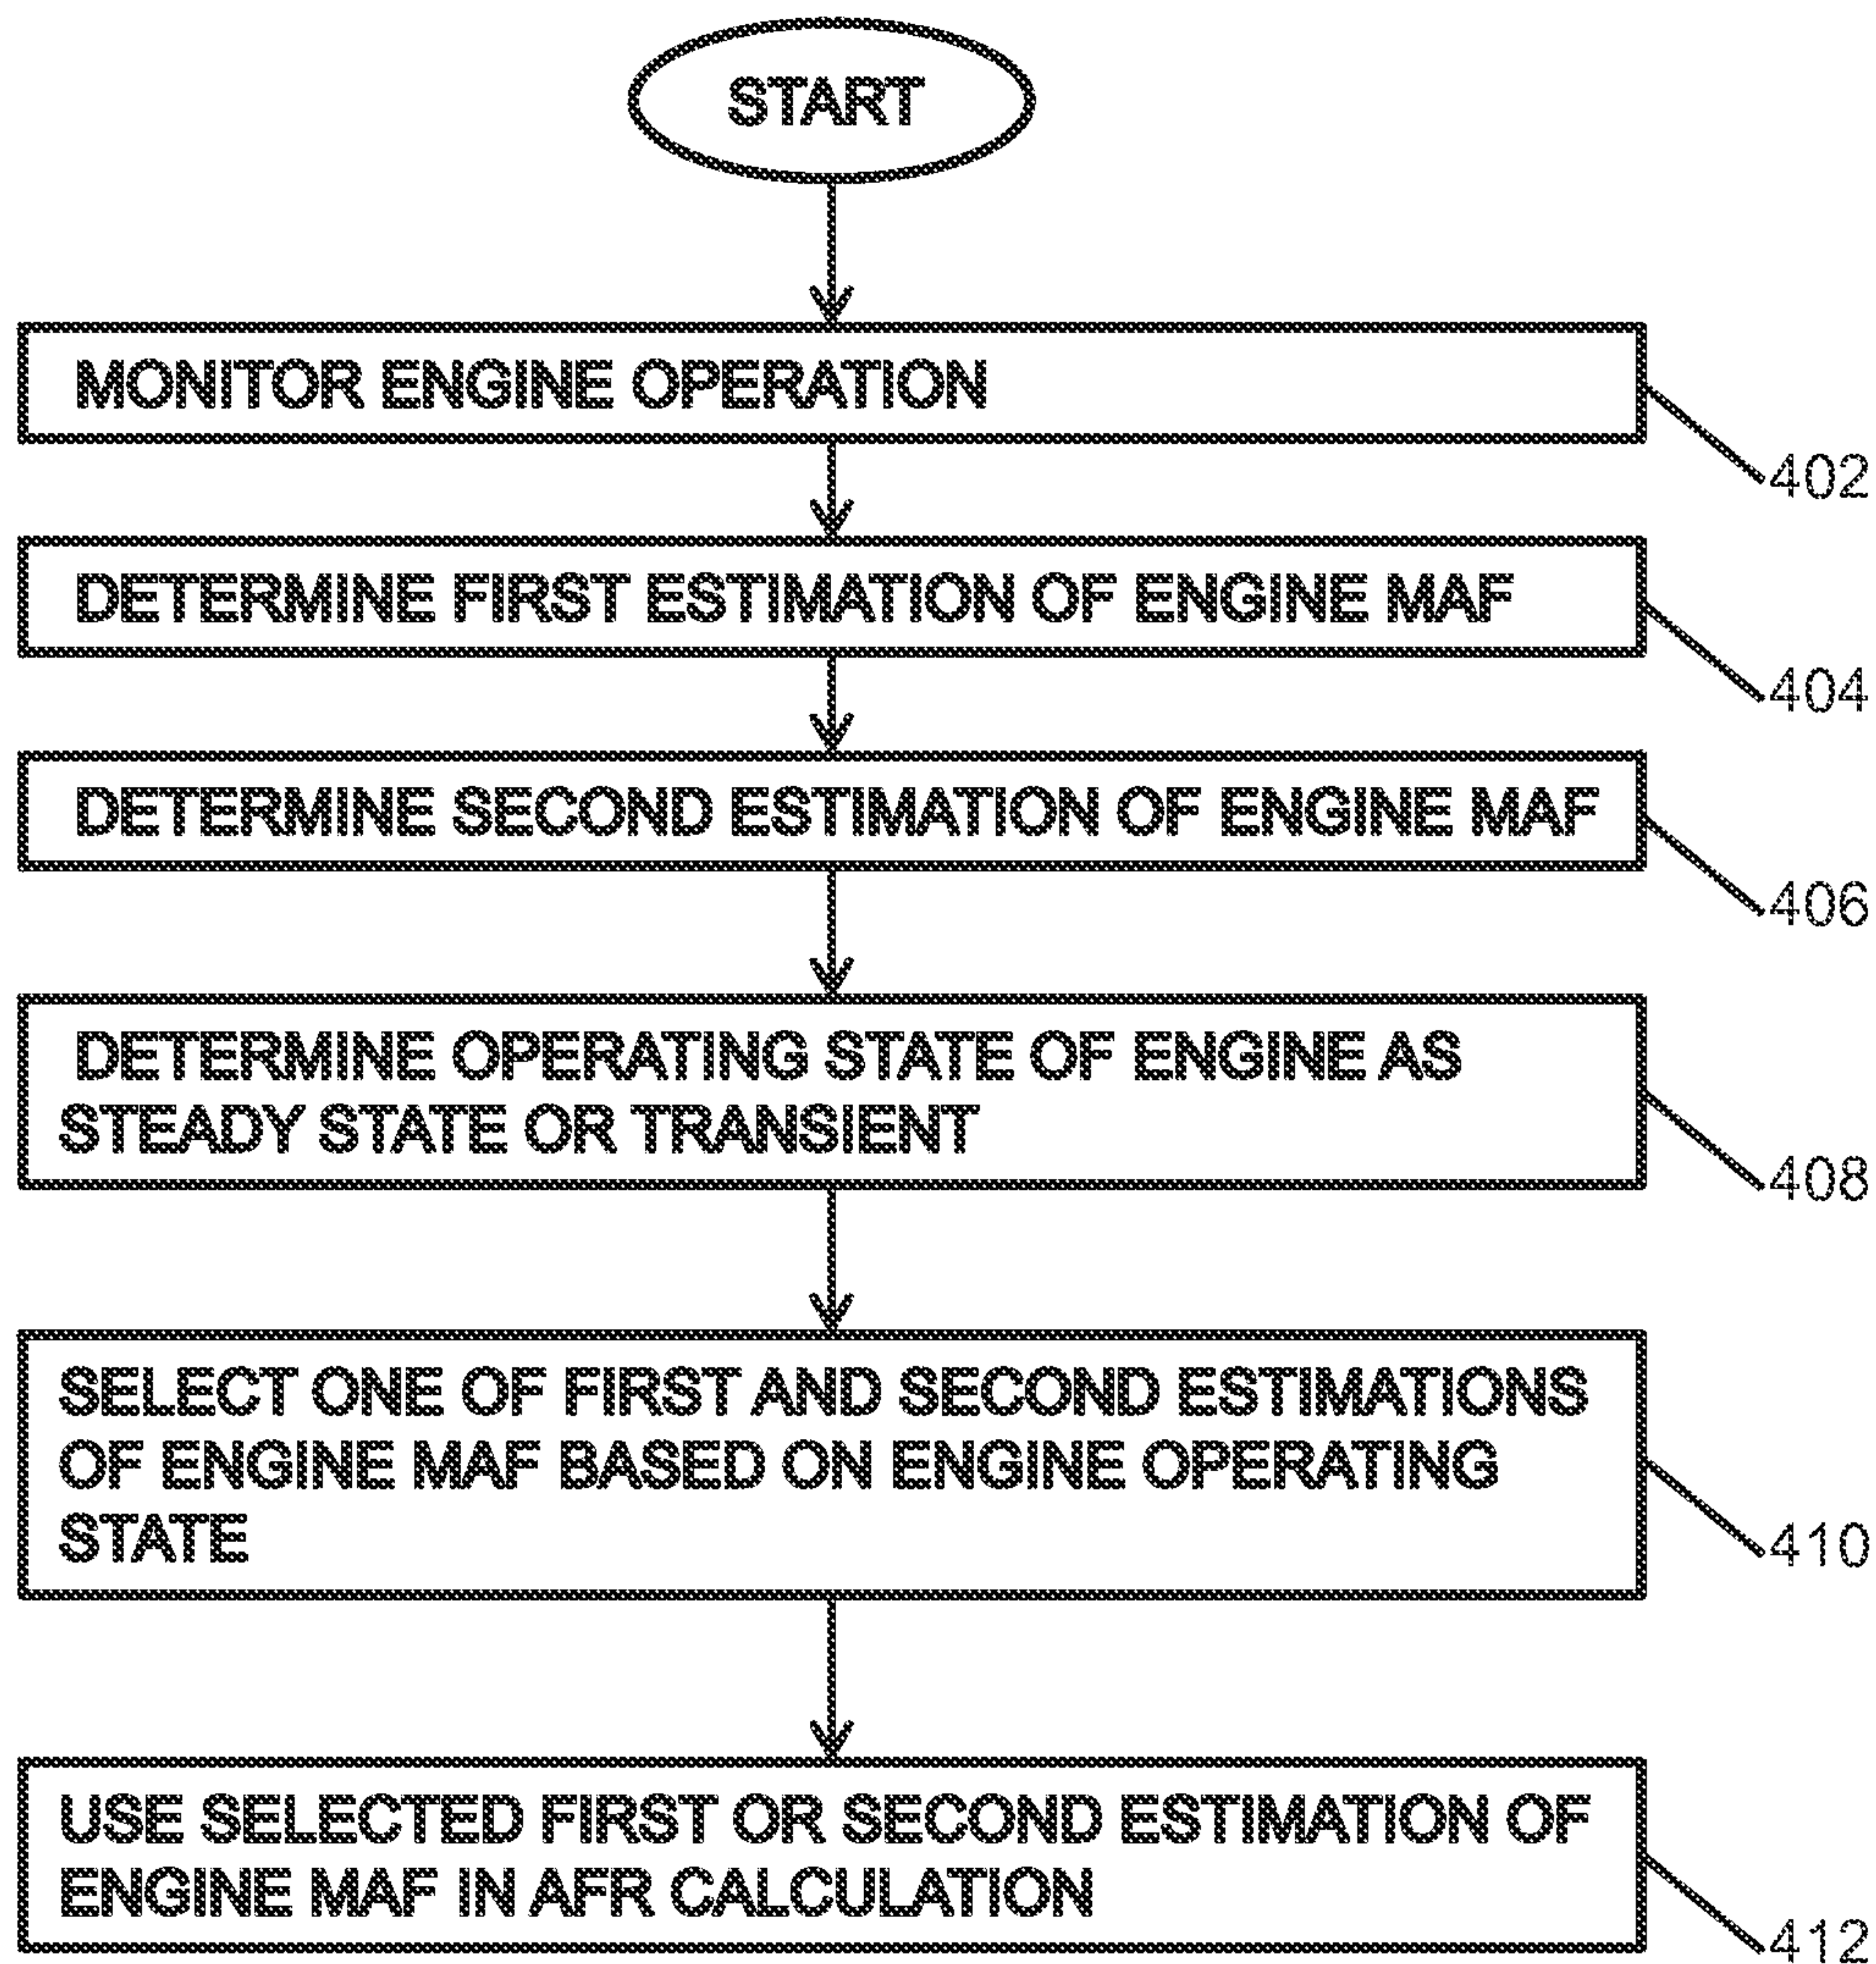 START
MONITOR ENGINE OPERATION
402
DETERMINE FIRST ESTIMATION OF ENGINE MAF
404
DETERMINE SECOND ESTIMATION OF ENGINE MAF
406
DETERMINE OPERATING STATE OF ENGINE AS
STEADY STATE OR TRANSIENT
408
SELECT ONE OF FIRST AND SECOND ESTIMATIONS
OF ENGINE MAF BASED ON ENGINE OPERATING
STATE
410
USE SELECTED FIRST OR SECOND ESTIMATION OF
ENGINE MAF IN AFR CALCULATION
412